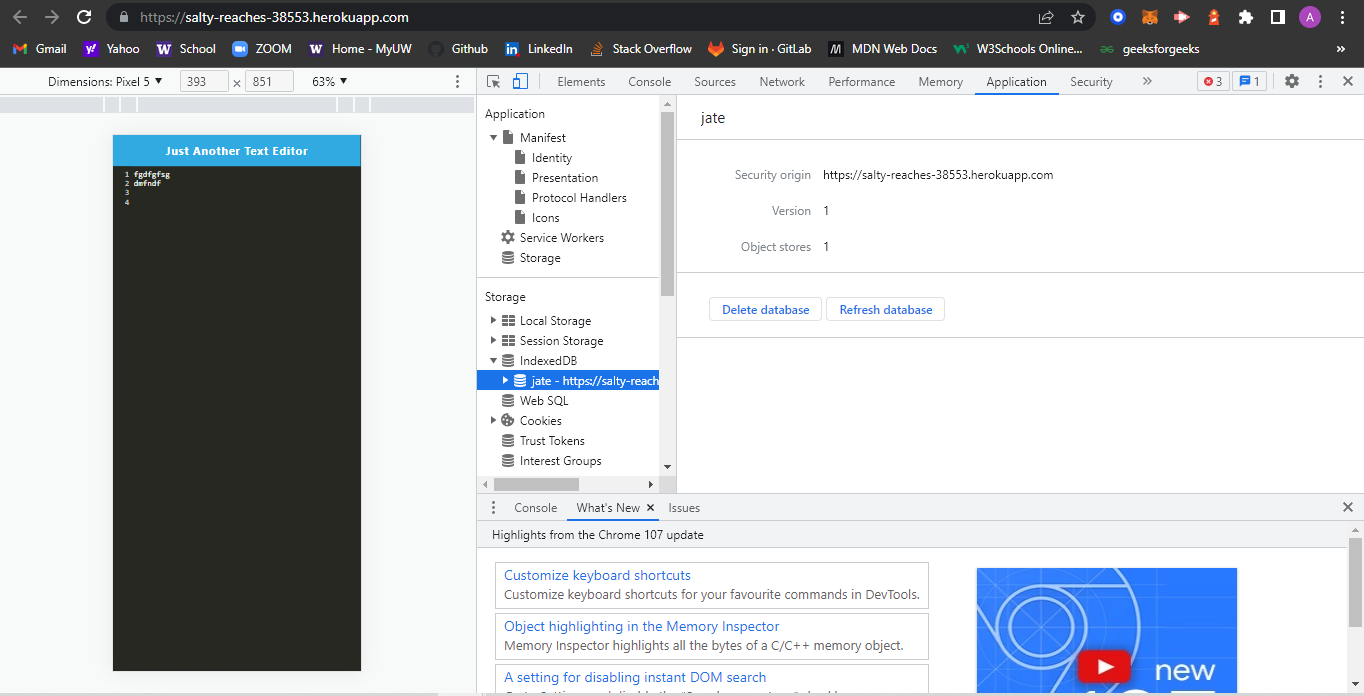 https://salty-reaches-38553.herokuapp.com
A
Gmail Yahoo School ZOOM Home - MyUW Github LinkedIn Stack Overflow Sign in · GitLab MDN Web Docs W3Schools Online... geeksforgeeks »
Dimensions: Pixel 5 ▼ 393 × 851 63% ▼
Elements Console Sources Network Performance Memory Application Security » 3 1
Just Another Text Editor
1 fgdfgfsg
2 dmfndf
3
4
Application
Manifest
Identity
Presentation
Protocol Handlers
Icons
Service Workers
Storage
Storage
Local Storage
Session Storage
IndexedDB
jate - https://salty-reach
Web SQL
Cookies
Trust Tokens
Interest Groups
jate
Security origin https://salty-reaches-38553.herokuapp.com
Version 1
Object stores 1
Delete database Refresh database
Console What's New Issues
Highlights from the Chrome 107 update
Customize keyboard shortcuts
Customize keyboard shortcuts for your favourite commands in DevTools.
Object highlighting in the Memory Inspector
Memory Inspector highlights all the bytes of a C/C++ memory object.
A setting for disabling instant DOM search
new